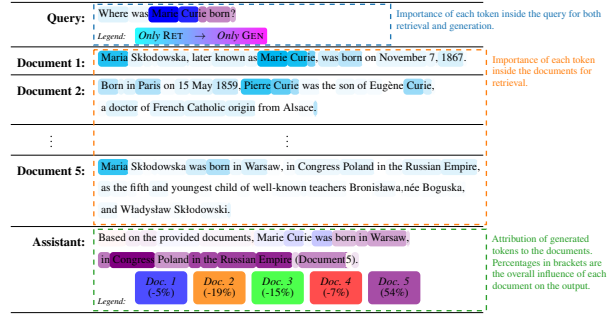 Query: Where was Marie Curie born?
Legend: Only RET → Only GEN
Importance of each token inside the query for both retrieval and generation.
Document 1: Maria Skłodowska, later known as Marie Curie, was born on November 7, 1867.
Importance of each token inside the documents for retrieval.
Document 2: Born in Paris on 15 May 1859, Pierre Curie was the son of Eugène Curie,
a doctor of French Catholic origin from Alsace.
⋮ ⋮
Document 5: Maria Skłodowska was born in Warsaw, in Congress Poland in the Russian Empire,
as the fifth and youngest child of well-known teachers Bronisława,née Boguska,
and Władysław Skłodowski.
Assistant: Based on the provided documents, Marie Curie was born in Warsaw,
in Congress Poland in the Russian Empire (Document5).
Legend: Doc. 1 (-5%) Doc. 2 (-19%) Doc. 3 (-15%) Doc. 4 (-7%) Doc. 5 (54%)
Attribution of generated tokens to the documents. Percentages in brackets are the overall influence of each document on the output.